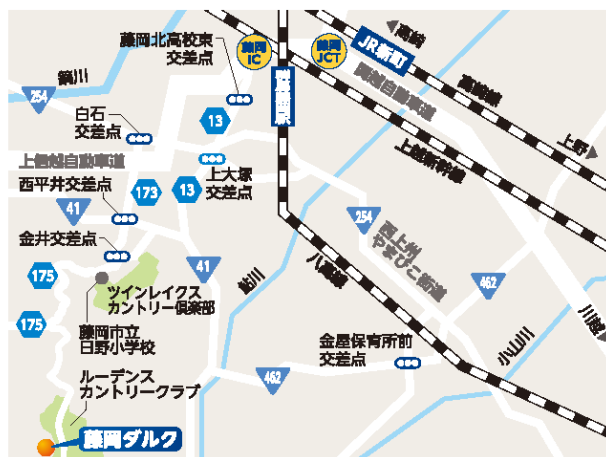 藤岡北高校東
交差点
藤岡
IC
藤岡
JCT
高崎
JR新町
鏑川
254
13
高崎線
関越自動車道
上越新幹線
上野
白石
交差点
上信越自動車道
西平井交差点
173
13
上大塚
交差点
41
金井交差点
254
西上州
やまびこ街道
175
41
鮎川
八高線
462
川越
ツインレイクス
カントリー倶楽部
175
藤岡市立
日野小学校
金屋保育所前
交差点
小山川
462
ルーデンス
カントリークラブ
藤岡ダルク